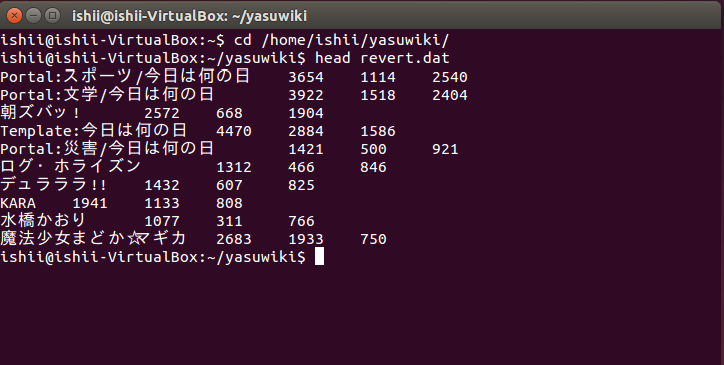 ishii@ishii-VirtualBox: ~/yasuwiki
ishii@ishii-VirtualBox:~$ cd /home/ishii/yasuwiki/
ishii@ishii-VirtualBox:~/yasuwiki$ head revert.dat
Portal:スポーツ/今日は何の日 3654 1114 2540
Portal:文学/今日は何の日 3922 1518 2404
朝ズバッ! 2572 668 1904
Template:今日は何の日 4470 2884 1586
Portal:災害/今日は何の日 1421 500 921
ログ・ホライズン 1312 466 846
デュラララ!! 1432 607 825
KARA 1941 1133 808
水橋かおり 1077 311 766
魔法少女まどか☆マギカ 2683 1933 750
ishii@ishii-VirtualBox:~/yasuwiki$